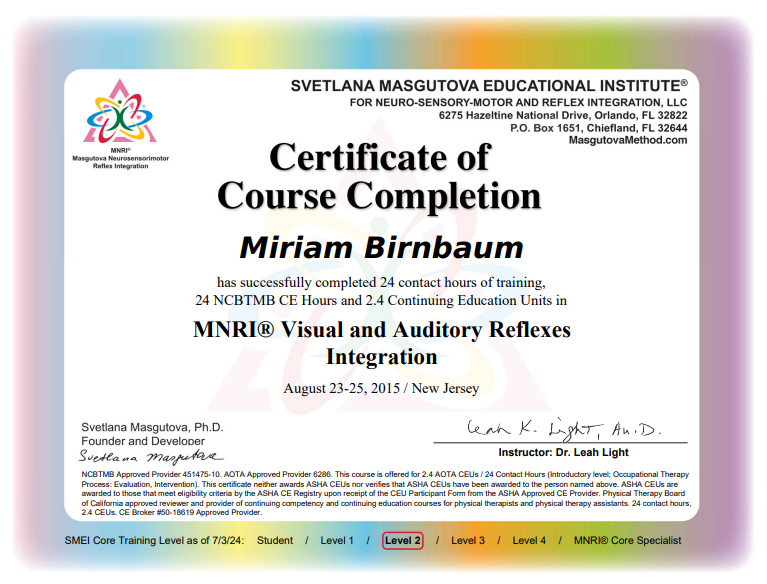 SVETLANA MASGUTOVA EDUCATIONAL INSTITUTE®
FOR NEURO-SENSORY-MOTOR AND REFLEX INTEGRATION, LLC
6275 Hazeltine National Drive, Orlando, FL 32822
P.O. Box 1651, Chiefland, FL 32644
MasgutovaMethod.com
MNRI®
Masgutova Neurosensorimotor
Reflex Integration
Certificate of
Course Completion
Miriam Birnbaum
has successfully completed 24 contact hours of training,
24 NCBTMB CE Hours and 2.4 Continuing Education Units in
MNRI® Visual and Auditory Reflexes
Integration
August 23-25, 2015 / New Jersey
Svetlana Masgutova, Ph.D.
Founder and Developer
Svetlana Masgutova
Leah K. Light, Au.D.
Instructor: Dr. Leah Light
NCBTMB Approved Provider 451475-10. AOTA Approved Provider 6286. This course is offered for 2.4 AOTA CEUs / 24 Contact Hours (Introductory level; Occupational Therapy
Process: Evaluation, Intervention). This certificate neither awards ASHA CEUs nor verifies that ASHA CEUs have been awarded to the person named above. ASHA CEUs are
awarded to those that meet eligibility criteria by the ASHA CE Registry upon receipt of the CEU Participant Form from the ASHA Approved CE Provider. Physical Therapy Board
of California approved reviewer and provider of continuing competency and continuing education courses for physical therapists and physical therapy assistants. 24 contact hours,
2.4 CEUs. CE Broker #50-18619 Approved Provider.
SMEI Core Training Level as of 7/3/24: Student / Level 1 / Level 2 / Level 3 / Level 4 / MNRI® Core Specialist